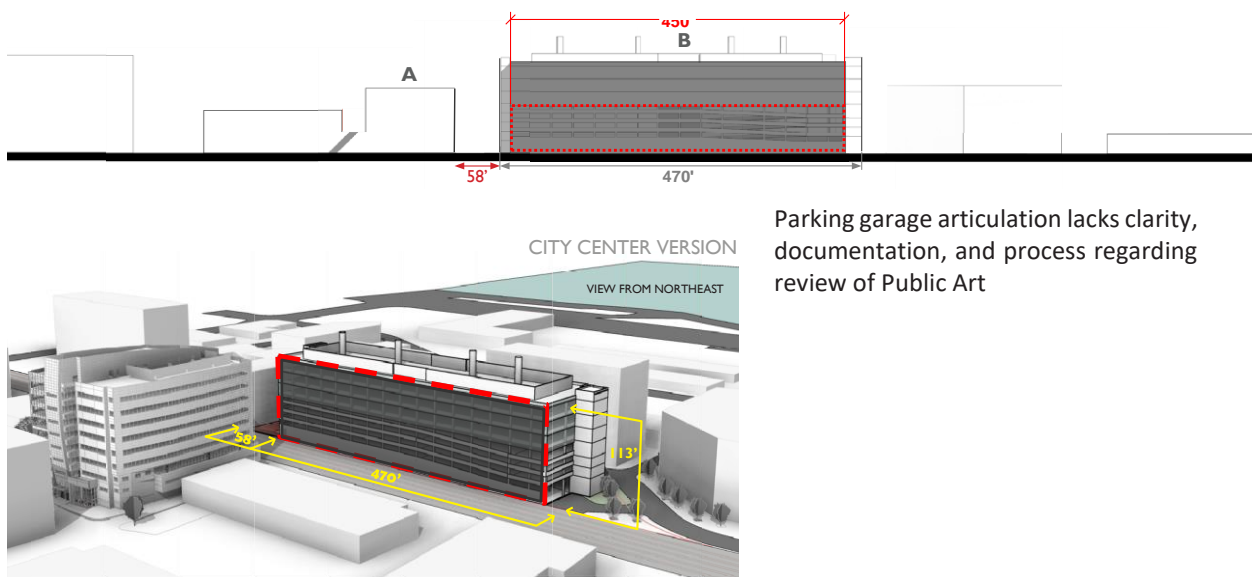 450'
B
A
58'
470'
Parking garage articulation lacks clarity,
documentation, and process regarding
review of Public Art
CITY CENTER VERSION
VIEW FROM NORTHEAST
58'
113'
470'